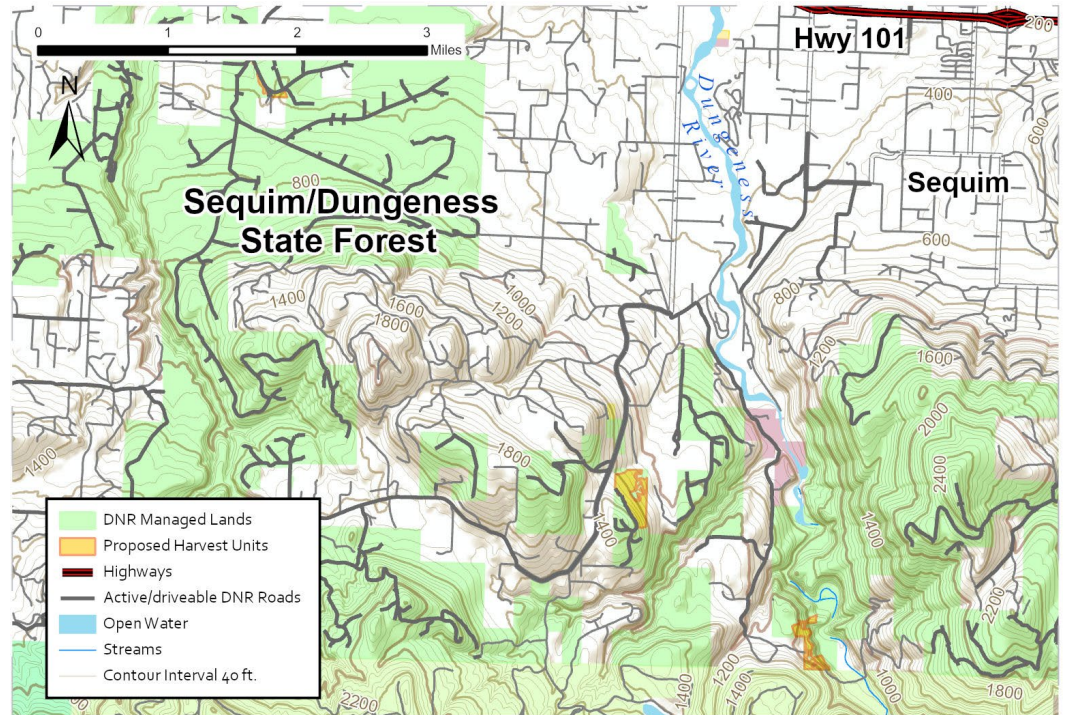 0 1 2 3
Miles
N
Hwy 101
200
Dungeness
River
400
600
Sequim
800
Sequim/Dungeness
State Forest
600
1400
1600
1800
1000
1200
800
1200
1600
2000
1400
1800
2400
1400
1400
2200
DNR Managed Lands
Proposed Harvest Units
Highways
Active/driveable DNR Roads
Open Water
Streams
Contour Interval 40 ft.
2200
1400
1200
1400
1000
1800